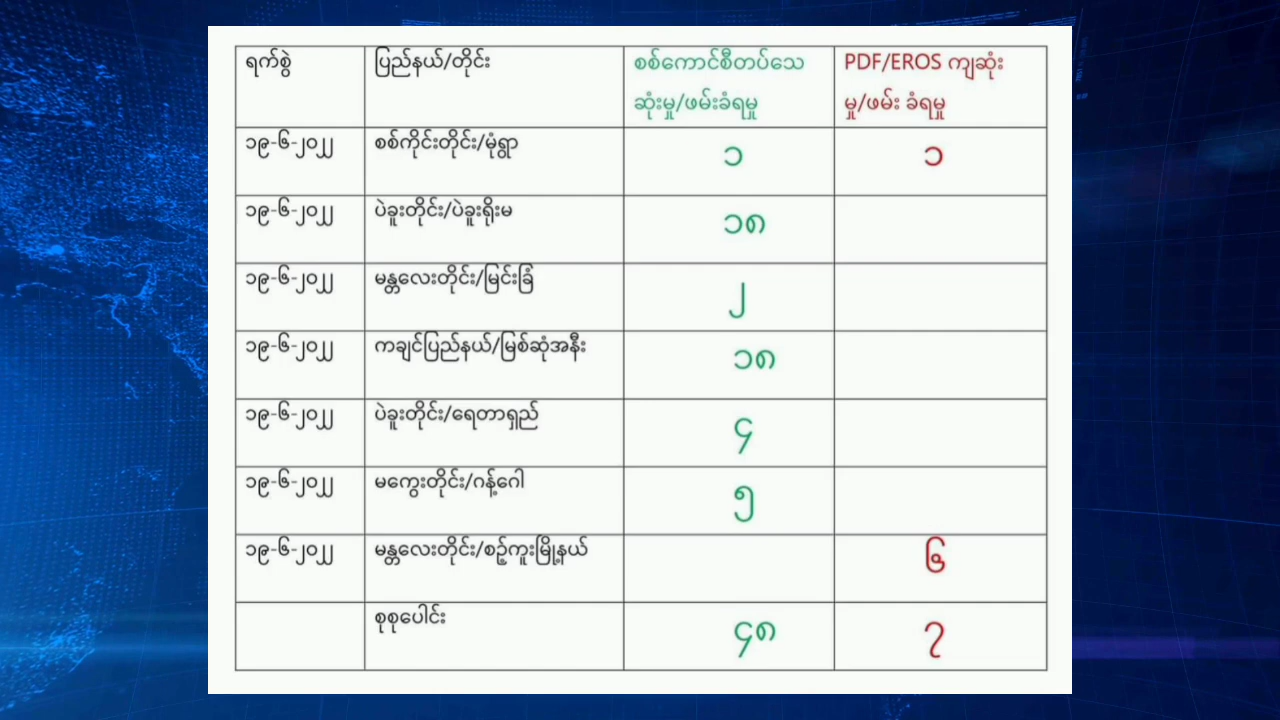 ရက်စွဲ ပြည်နယ်/တိုင်း စစ်ကောင်စီတပ်သေ PDF/EROS ကျဆုံး
ဆုံးမှု/ဖမ်းခံရမှု မှု/ဖမ်း ခံရမှု
၁၉-၆-၂၀၂၂ စစ်ကိုင်းတိုင်း/မုံရွာ ၁ ၁
၁၉-၆-၂၀၂၂ ပဲခူးတိုင်း/ပဲခူးရိုးမ ၁၈
၁၉-၆-၂၀၂၂ မန္တလေးတိုင်း/မြင်းခြံ ၂
၁၉-၆-၂၀၂၂ ကချင်ပြည်နယ်/မြစ်ဆုံအနီး ၁၈
၁၉-၆-၂၀၂၂ ပဲခူးတိုင်း/ရေတာရှည် ၄
၁၉-၆-၂၀၂၂ မကွေးတိုင်း/ဂန့်ဂေါ ၅
၁၉-၆-၂၀၂၂ မန္တလေးတိုင်း/စဉ့်ကူးမြို့နယ် ၆
စုစုပေါင်း ၄၈ ၇